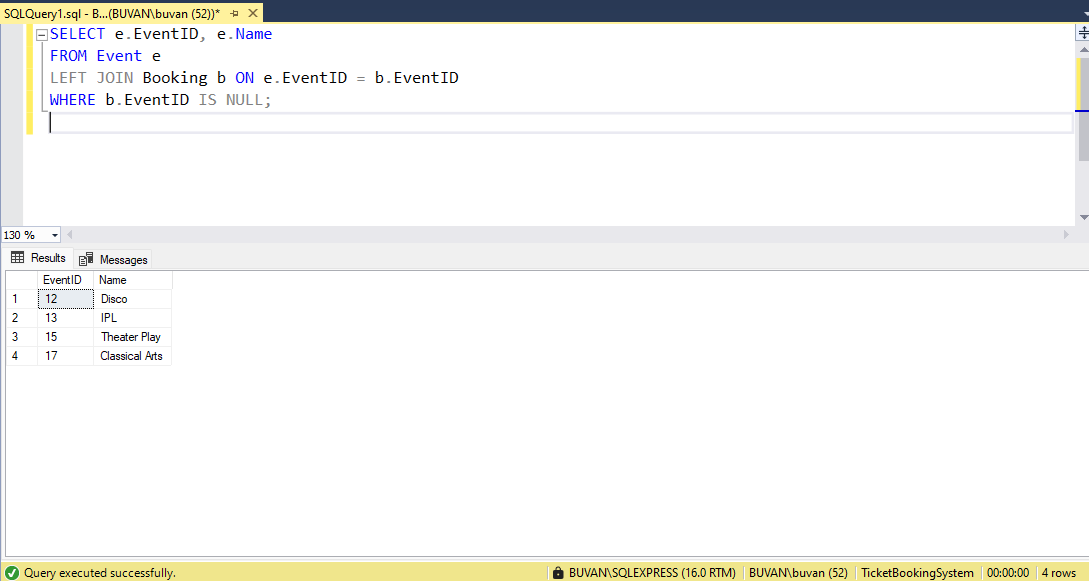 SQLQuery1.sql - B...(BUVAN\buvan (52))*
SELECT e.EventID, e.Name
FROM Event e
LEFT JOIN Booking b ON e.EventID = b.EventID
WHERE b.EventID IS NULL;
130 %
Results Messages
EventID Name
1 12 Disco
2 13 IPL
3 15 Theater Play
4 17 Classical Arts
Query executed successfully. BUVAN\SQLEXPRESS (16.0 RTM) BUVAN\buvan (52) TicketBookingSystem 00:00:00 4 rows